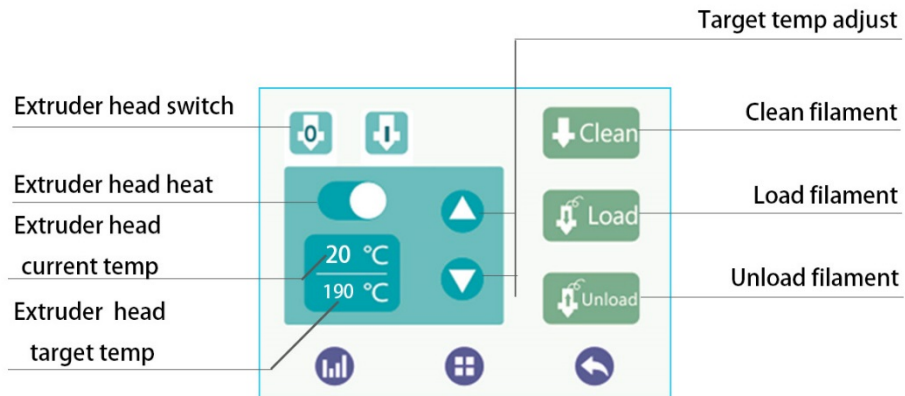 Target temp adjust
Extruder head switch
0
I
Clean
Clean filament
Extruder head heat
Load
Load filament
Extruder head
current temp
20 °C
190 °C
Unload
Unload filament
Extruder head
target temp